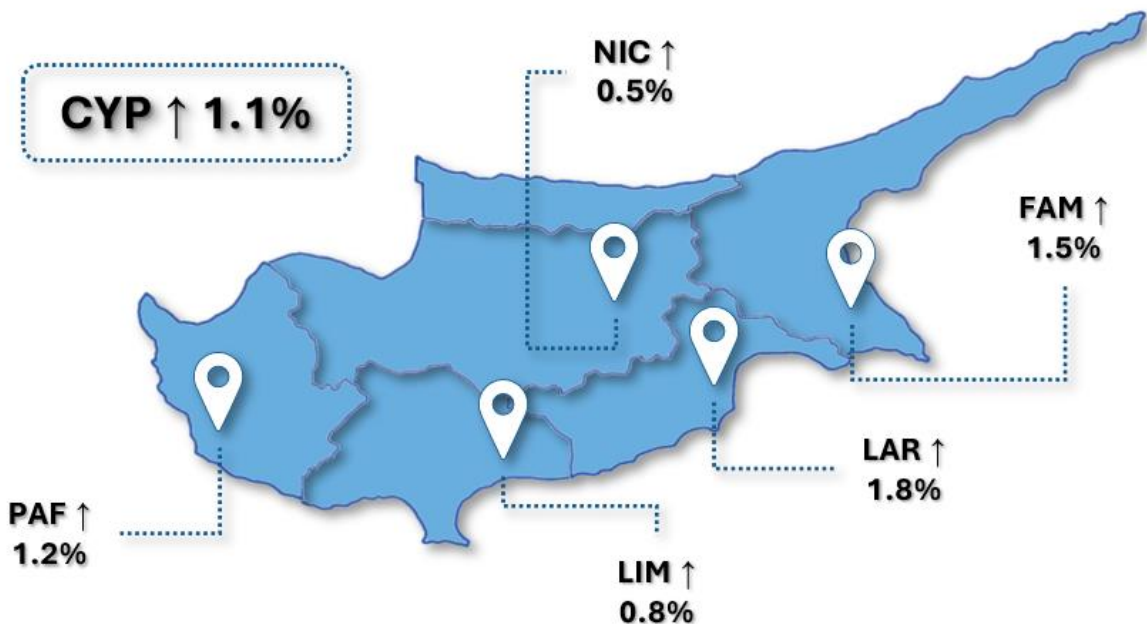 NIC ↑
0.5%
CYP ↑ 1.1%
FAM ↑
1.5%
LAR ↑
1.8%
PAF ↑
1.2%
LIM ↑
0.8%